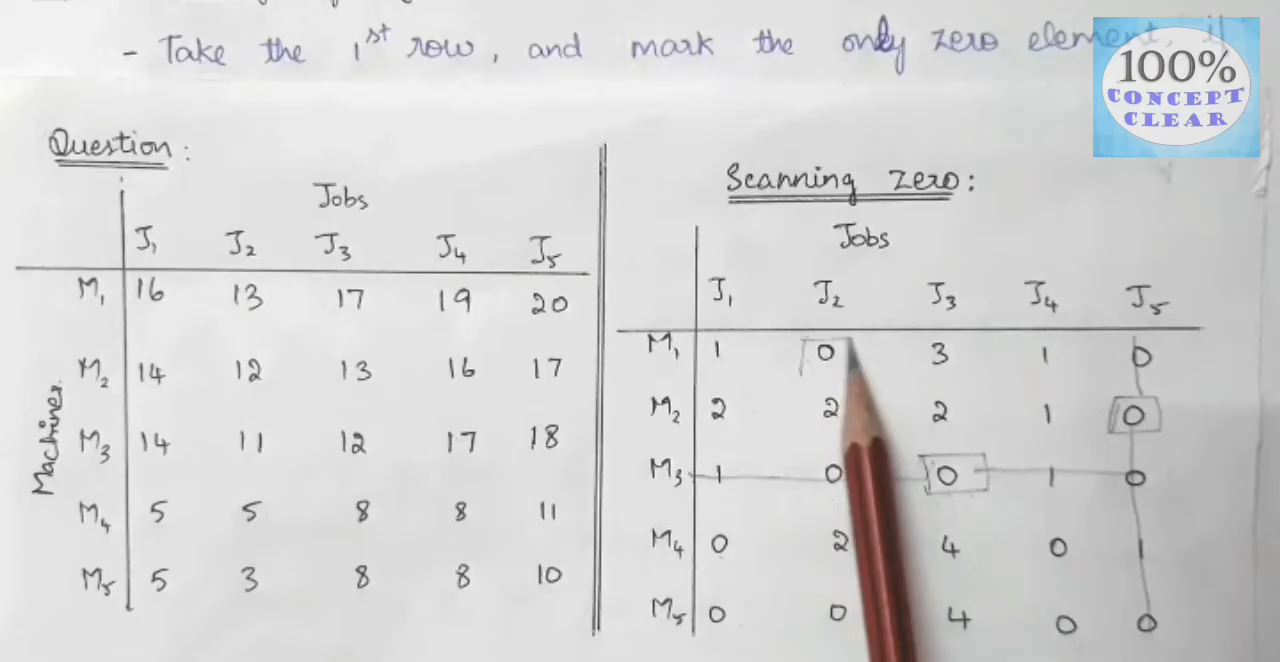 - Take the 1st row, and mark the only zero element, if
100%
CONCEPT
CLEAR
Question:
Jobs
J1 J2 J3 J4 J5
Machines
M1 16 13 17 19 20
M2 14 12 13 16 17
M3 14 11 12 17 18
M4 5 5 8 8 11
M5 5 3 8 8 10
Scanning Zero:
Jobs
J1 J2 J3 J4 J5
M1 1 0 3 1 0
M2 2 2 2 1 0
M3 1 0 0 1 0
M4 0 2 4 0 1
M5 0 0 4 0 0